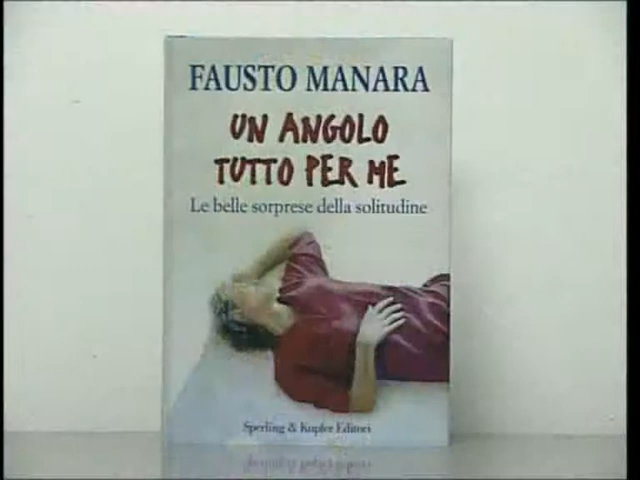 FAUSTO MANARA
UN ANGOLO
TUTTO PER ME
Le belle sorprese della solitudine
Sperling & Kupfer Editori